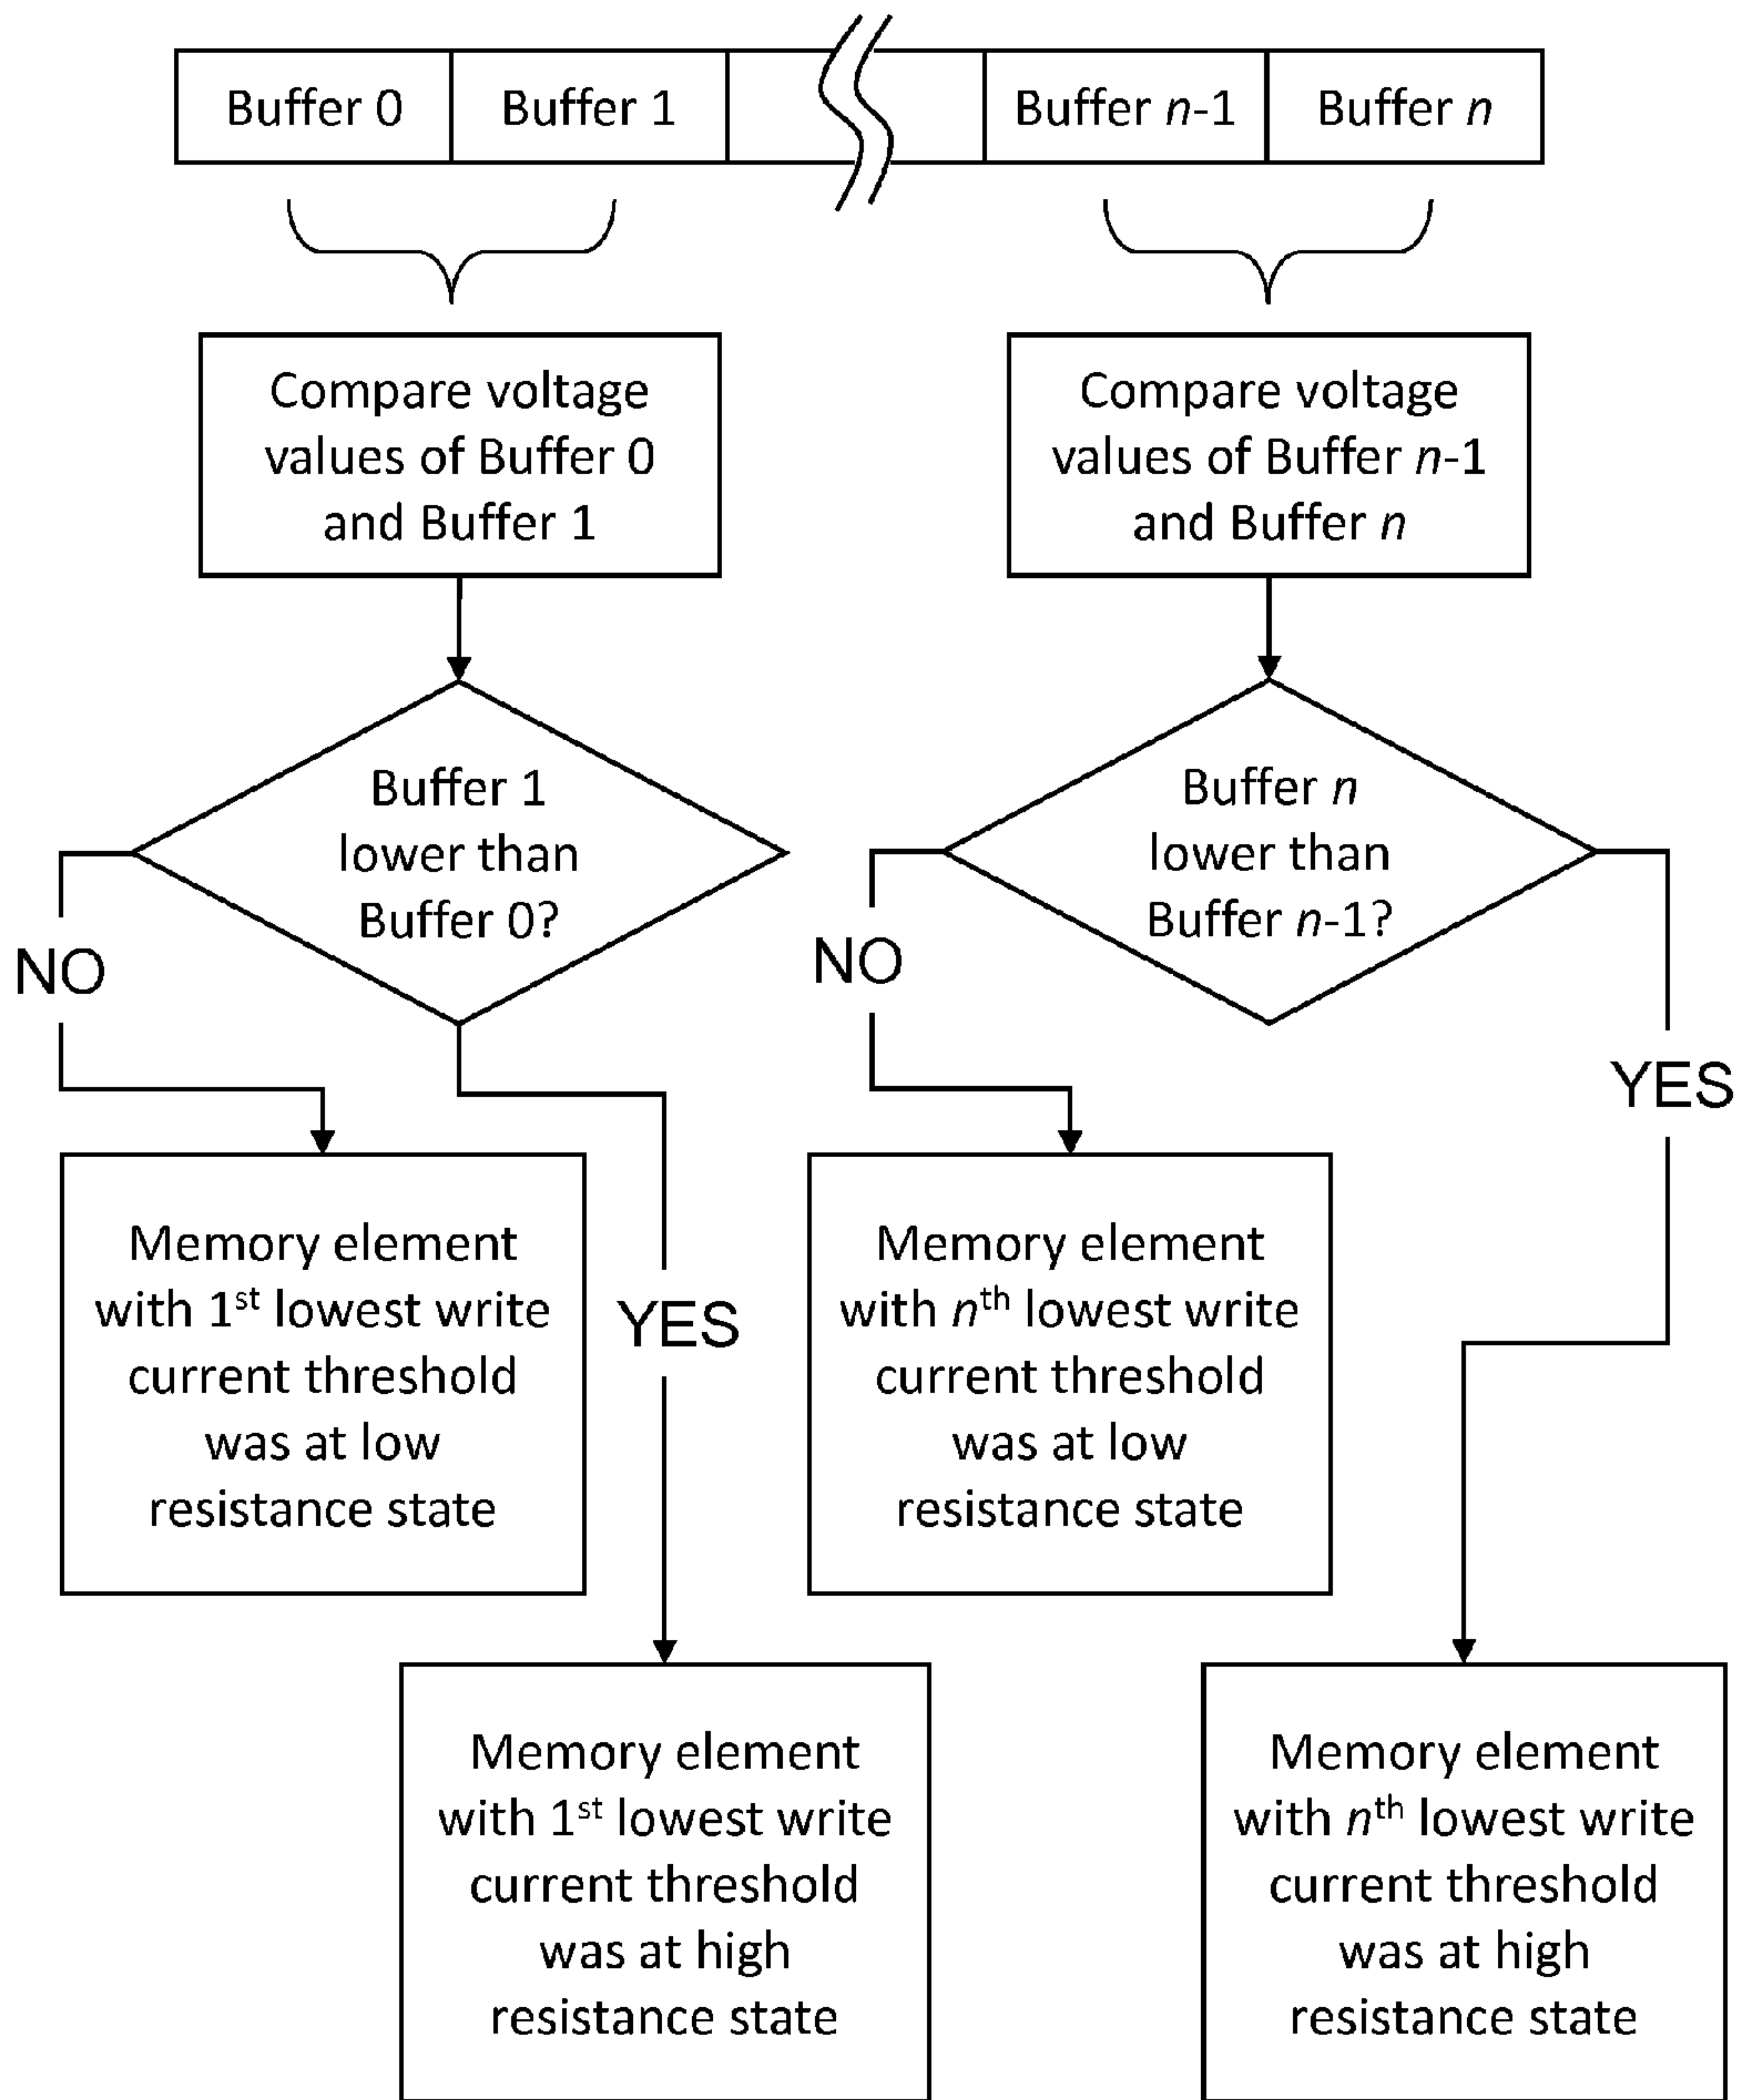 Buffer 0 Buffer 1 Buffer n-1 Buffer n
Compare voltage
values of Buffer 0
and Buffer 1
Compare voltage
values of Buffer n-1
and Buffer n
Buffer 1
lower than
Buffer 0?
Buffer n
lower than
Buffer n-1?
NO
YES
NO
YES
Memory element
with 1st lowest write
current threshold
was at low
resistance state
Memory element
with nth lowest write
current threshold
was at low
resistance state
Memory element
with 1st lowest write
current threshold
was at high
resistance state
Memory element
with nth lowest write
current threshold
was at high
resistance state